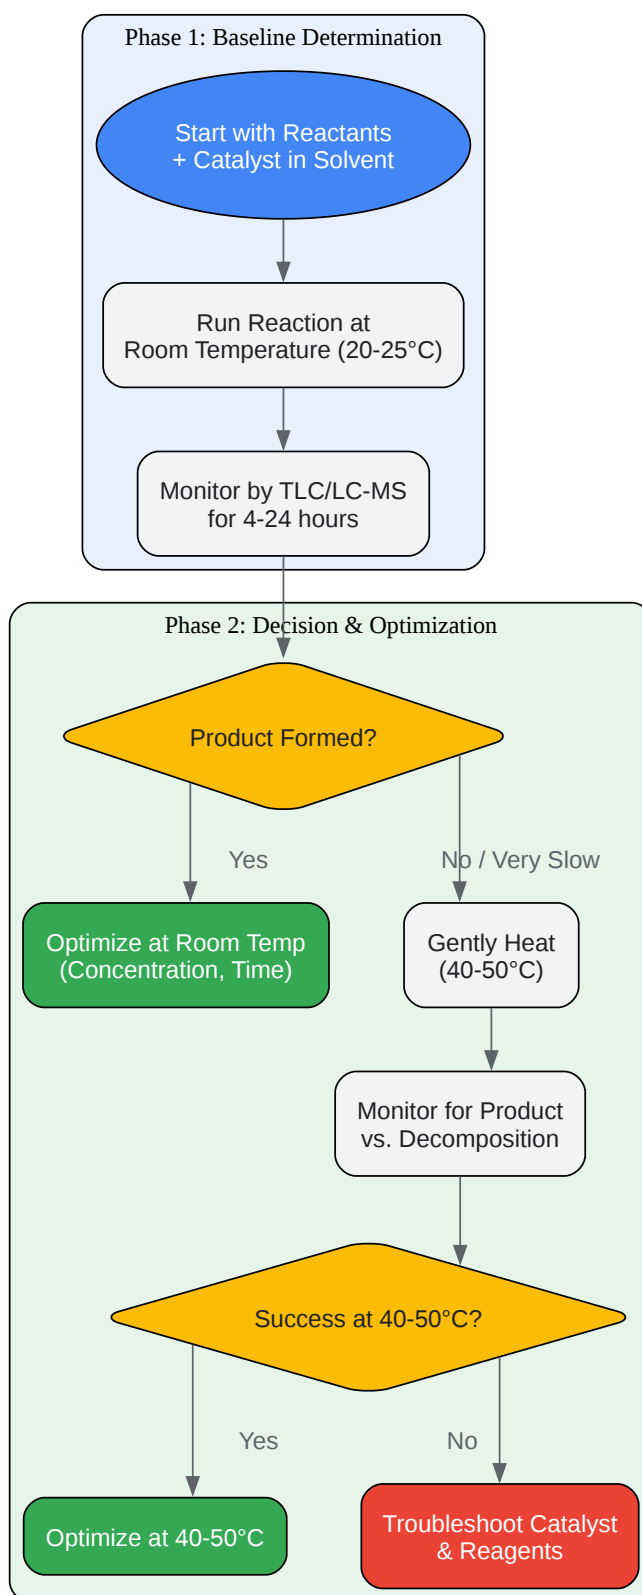 Phase 1: Baseline Determination
Start with Reactants
+ Catalyst in Solvent
Run Reaction at
Room Temperature (20-25°C)
Monitor by TLC/LC-MS
for 4-24 hours
Phase 2: Decision & Optimization
Product Formed?
Yes
No / Very Slow
Optimize at Room Temp
(Concentration, Time)
Gently Heat
(40-50°C)
Monitor for Product
vs. Decomposition
Success at 40-50°C?
Yes
No
Optimize at 40-50°C
Troubleshoot Catalyst
& Reagents